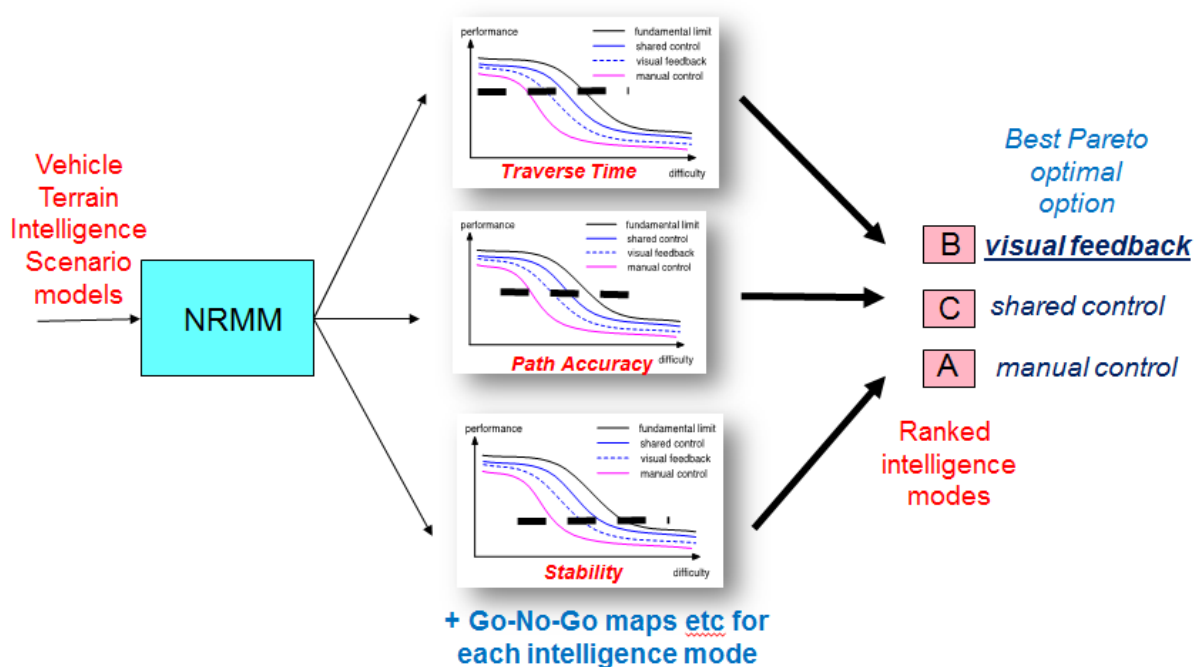 Vehicle
Terrain
Intelligence
Scenario
models
NRMM
performance
fundamental limit
shared control
visual feedback
manual control
Traverse Time
difficulty
performance
fundamental limit
shared control
visual feedback
manual control
Path Accuracy
difficulty
performance
fundamental limit
shared control
visual feedback
manual control
Stability
difficulty
+ Go-No-Go maps etc for
each intelligence mode
Best Pareto
optimal
option
B visual feedback
C shared control
A manual control
Ranked
intelligence
modes